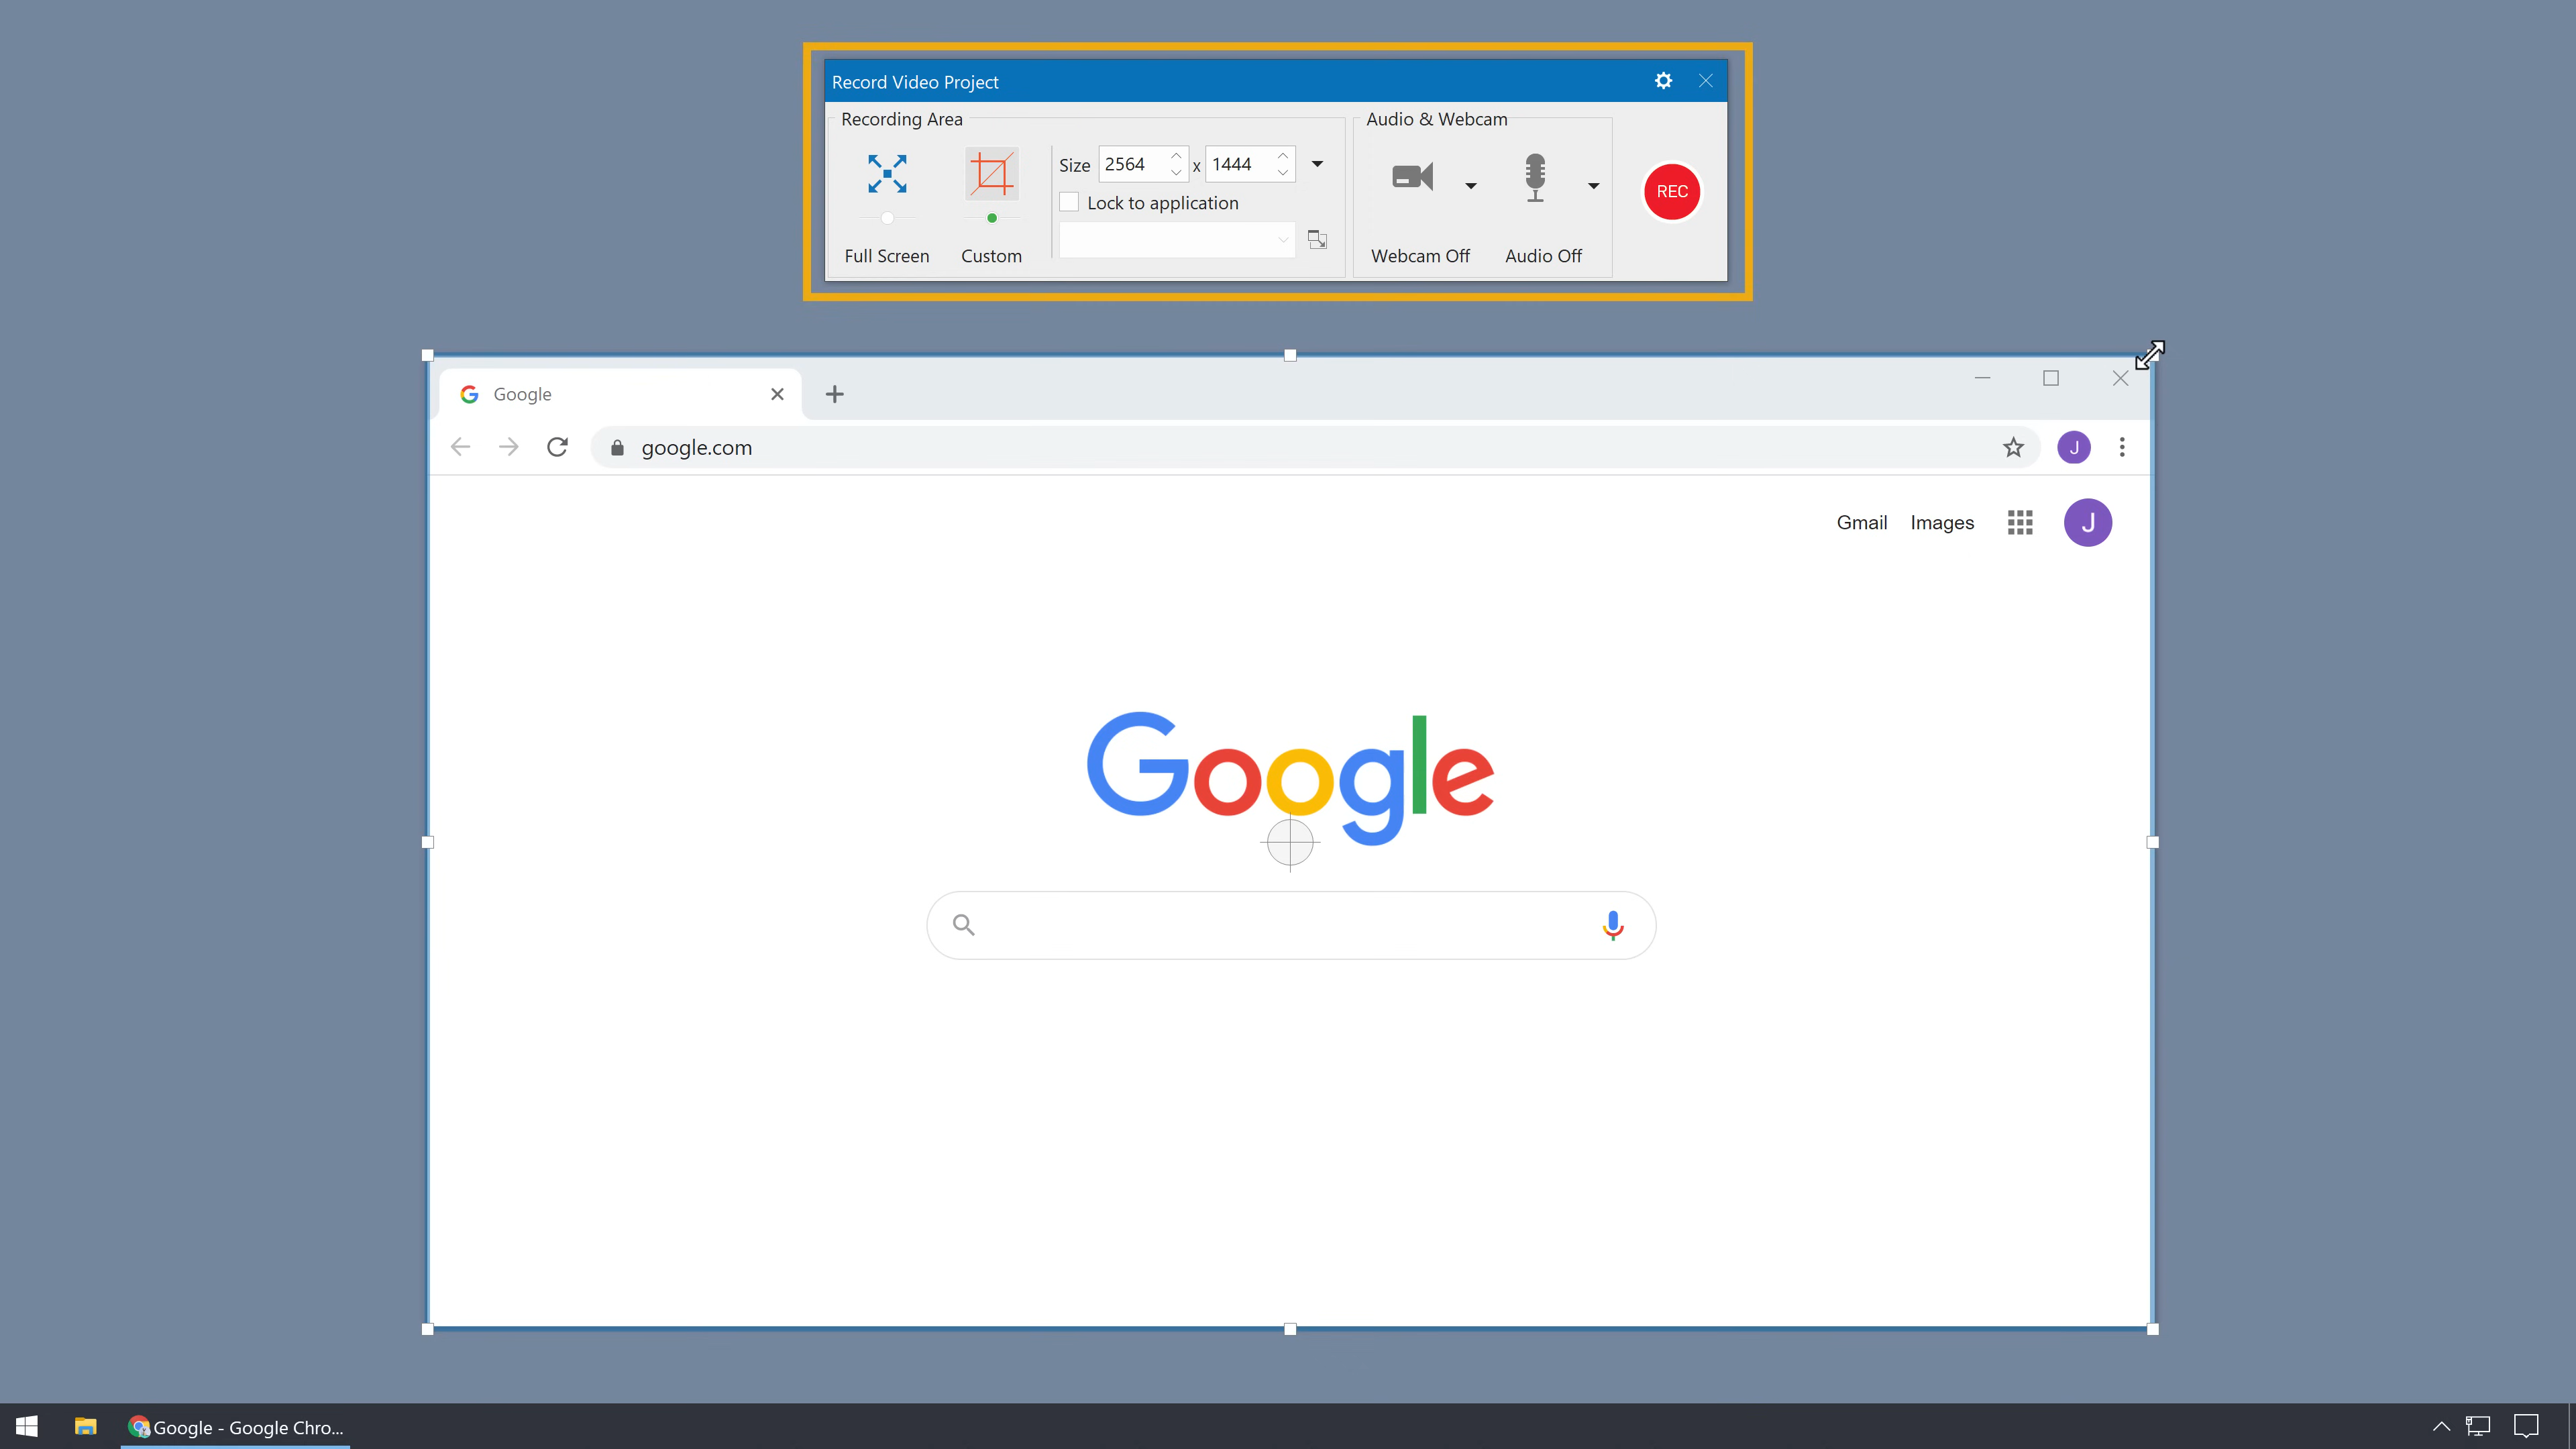 Record Video Project
Recording Area
Audio & Webcam
Size 2564 x 1444
REC
Lock to application
Full Screen Custom
Webcam Off Audio Off
Google
google.com
J
Gmail Images J
Google
Google - Google Chro...